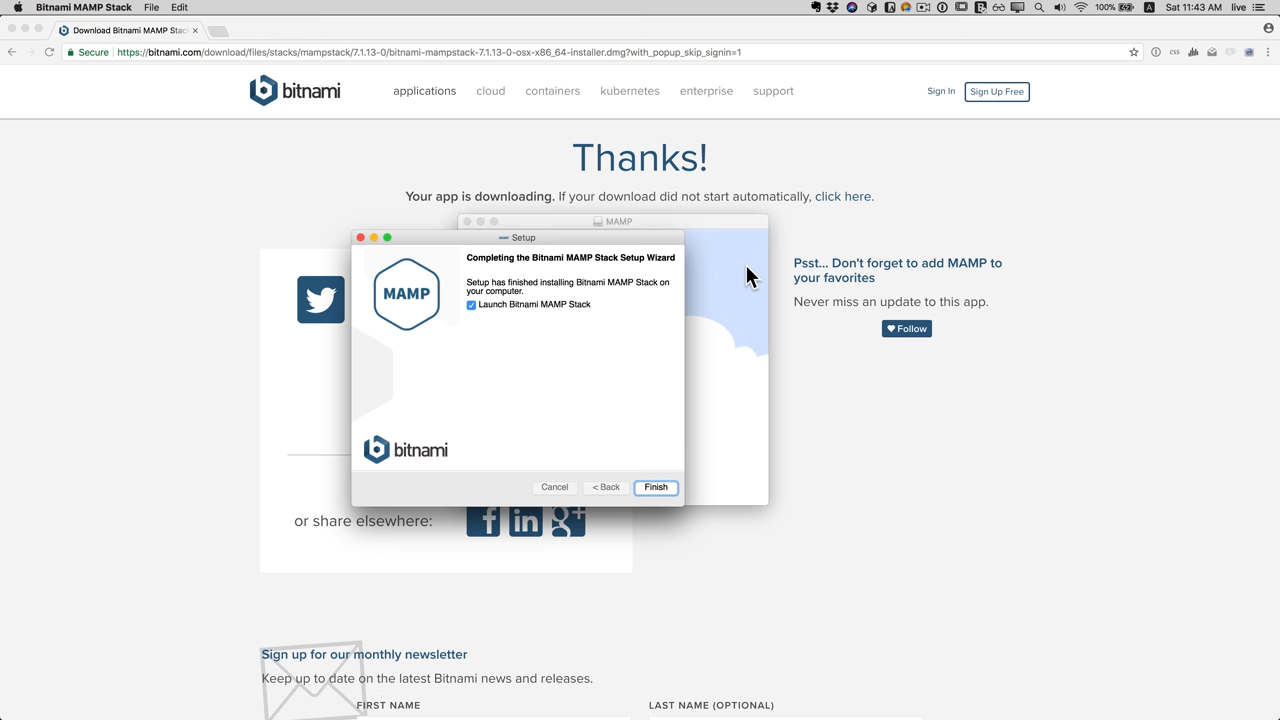 Bitnami MAMP Stack File Edit 100% Sat 11:43 AM live
Download Bitnami MAMP Stac
Secure https://bitnami.com/download/files/stacks/mampstack/7.1.13-0/bitnami-mampstack-7.1.13-0-osx-x86_64-installer.dmg?with_popup_skip_signin=1
bitnami applications cloud containers kubernetes enterprise support Sign In Sign Up Free
Thanks!
Your app is downloading. If your download did not start automatically, click here.
MAMP
Setup
Completing the Bitnami MAMP Stack Setup Wizard
Setup has finished installing Bitnami MAMP Stack on
your computer.
Launch Bitnami MAMP Stack
MAMP
bitnami
Cancel < Back Finish
Psst... Don't forget to add MAMP to
your favorites
Never miss an update to this app.
Follow
or share elsewhere:
Sign up for our monthly newsletter
Keep up to date on the latest Bitnami news and releases.
FIRST NAME LAST NAME (OPTIONAL)